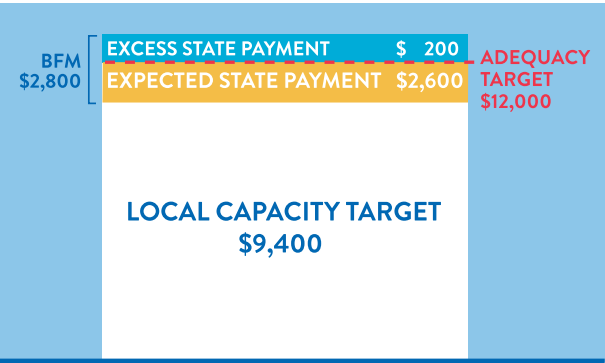 BFM
$2,800
EXCESS STATE PAYMENT $ 200
EXPECTED STATE PAYMENT $2,600
ADEQUACY
TARGET
$12,000
LOCAL CAPACITY TARGET
$9,400